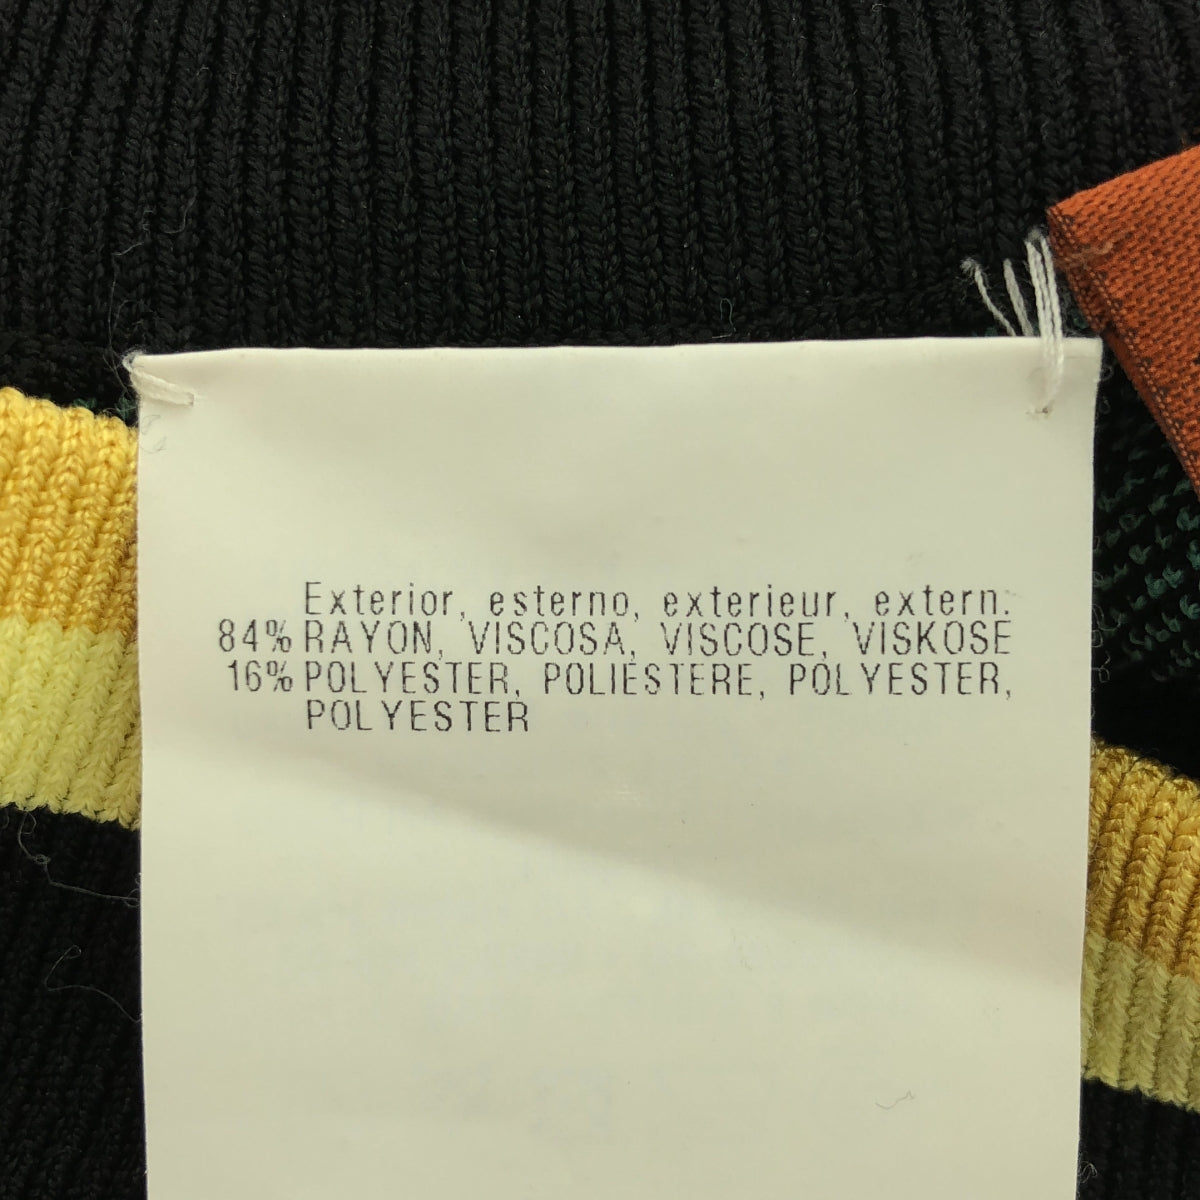 Exterior, esterno, exterieur, extern:
84% RAYON, VISCOSA, VISCOSE, VISKOSE
16% POLYESTER, POLIESTERE, POLYESTER,
POLYESTER